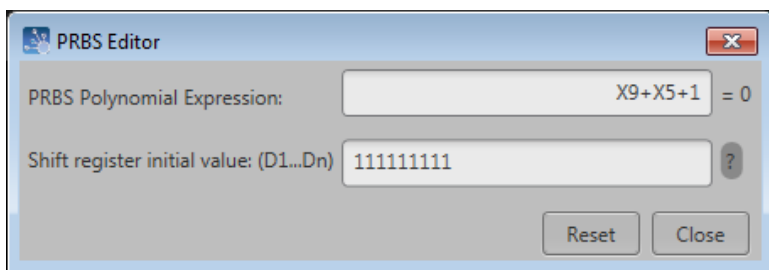 PRBS Editor
PRBS Polynomial Expression: X9+X5+1 = 0
Shift register initial value: (D1...Dn) 111111111 ?
Reset Close